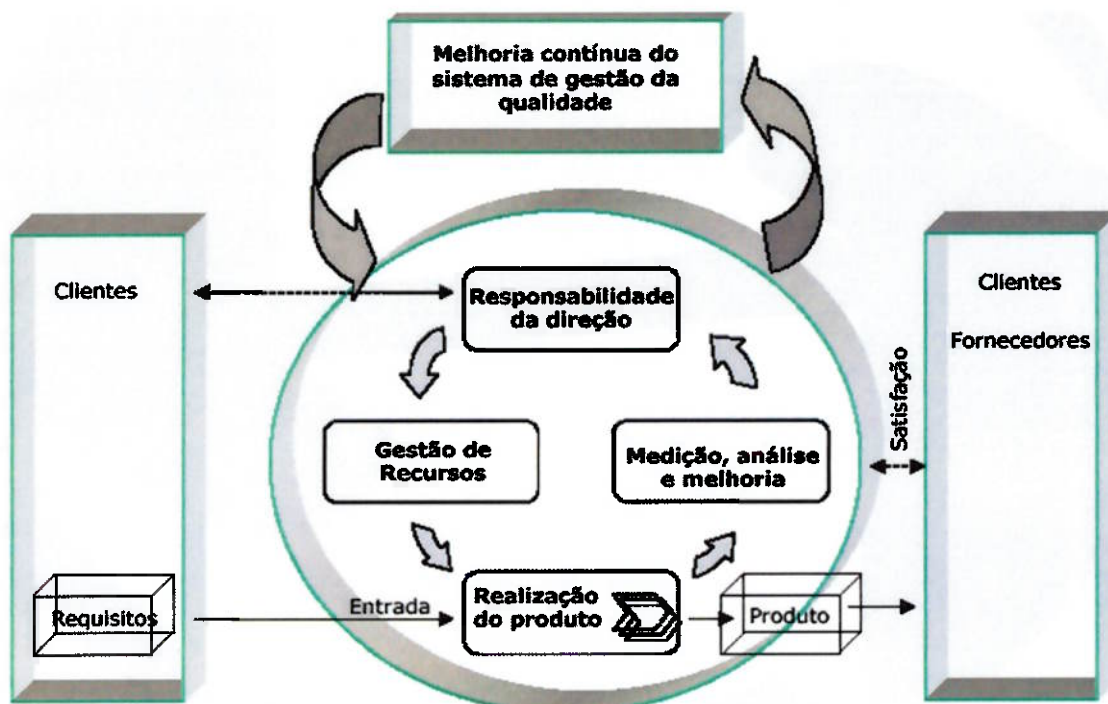 Melhoria contínua do
sistema de gestão da
qualidade
Clientes
Responsabilidade
da direção
Clientes
Fornecedores
Satisfação
Gestão de
Recursos
Medição, análise
e melhoria
Requisitos
Entrada
Realização
do produto
Produto